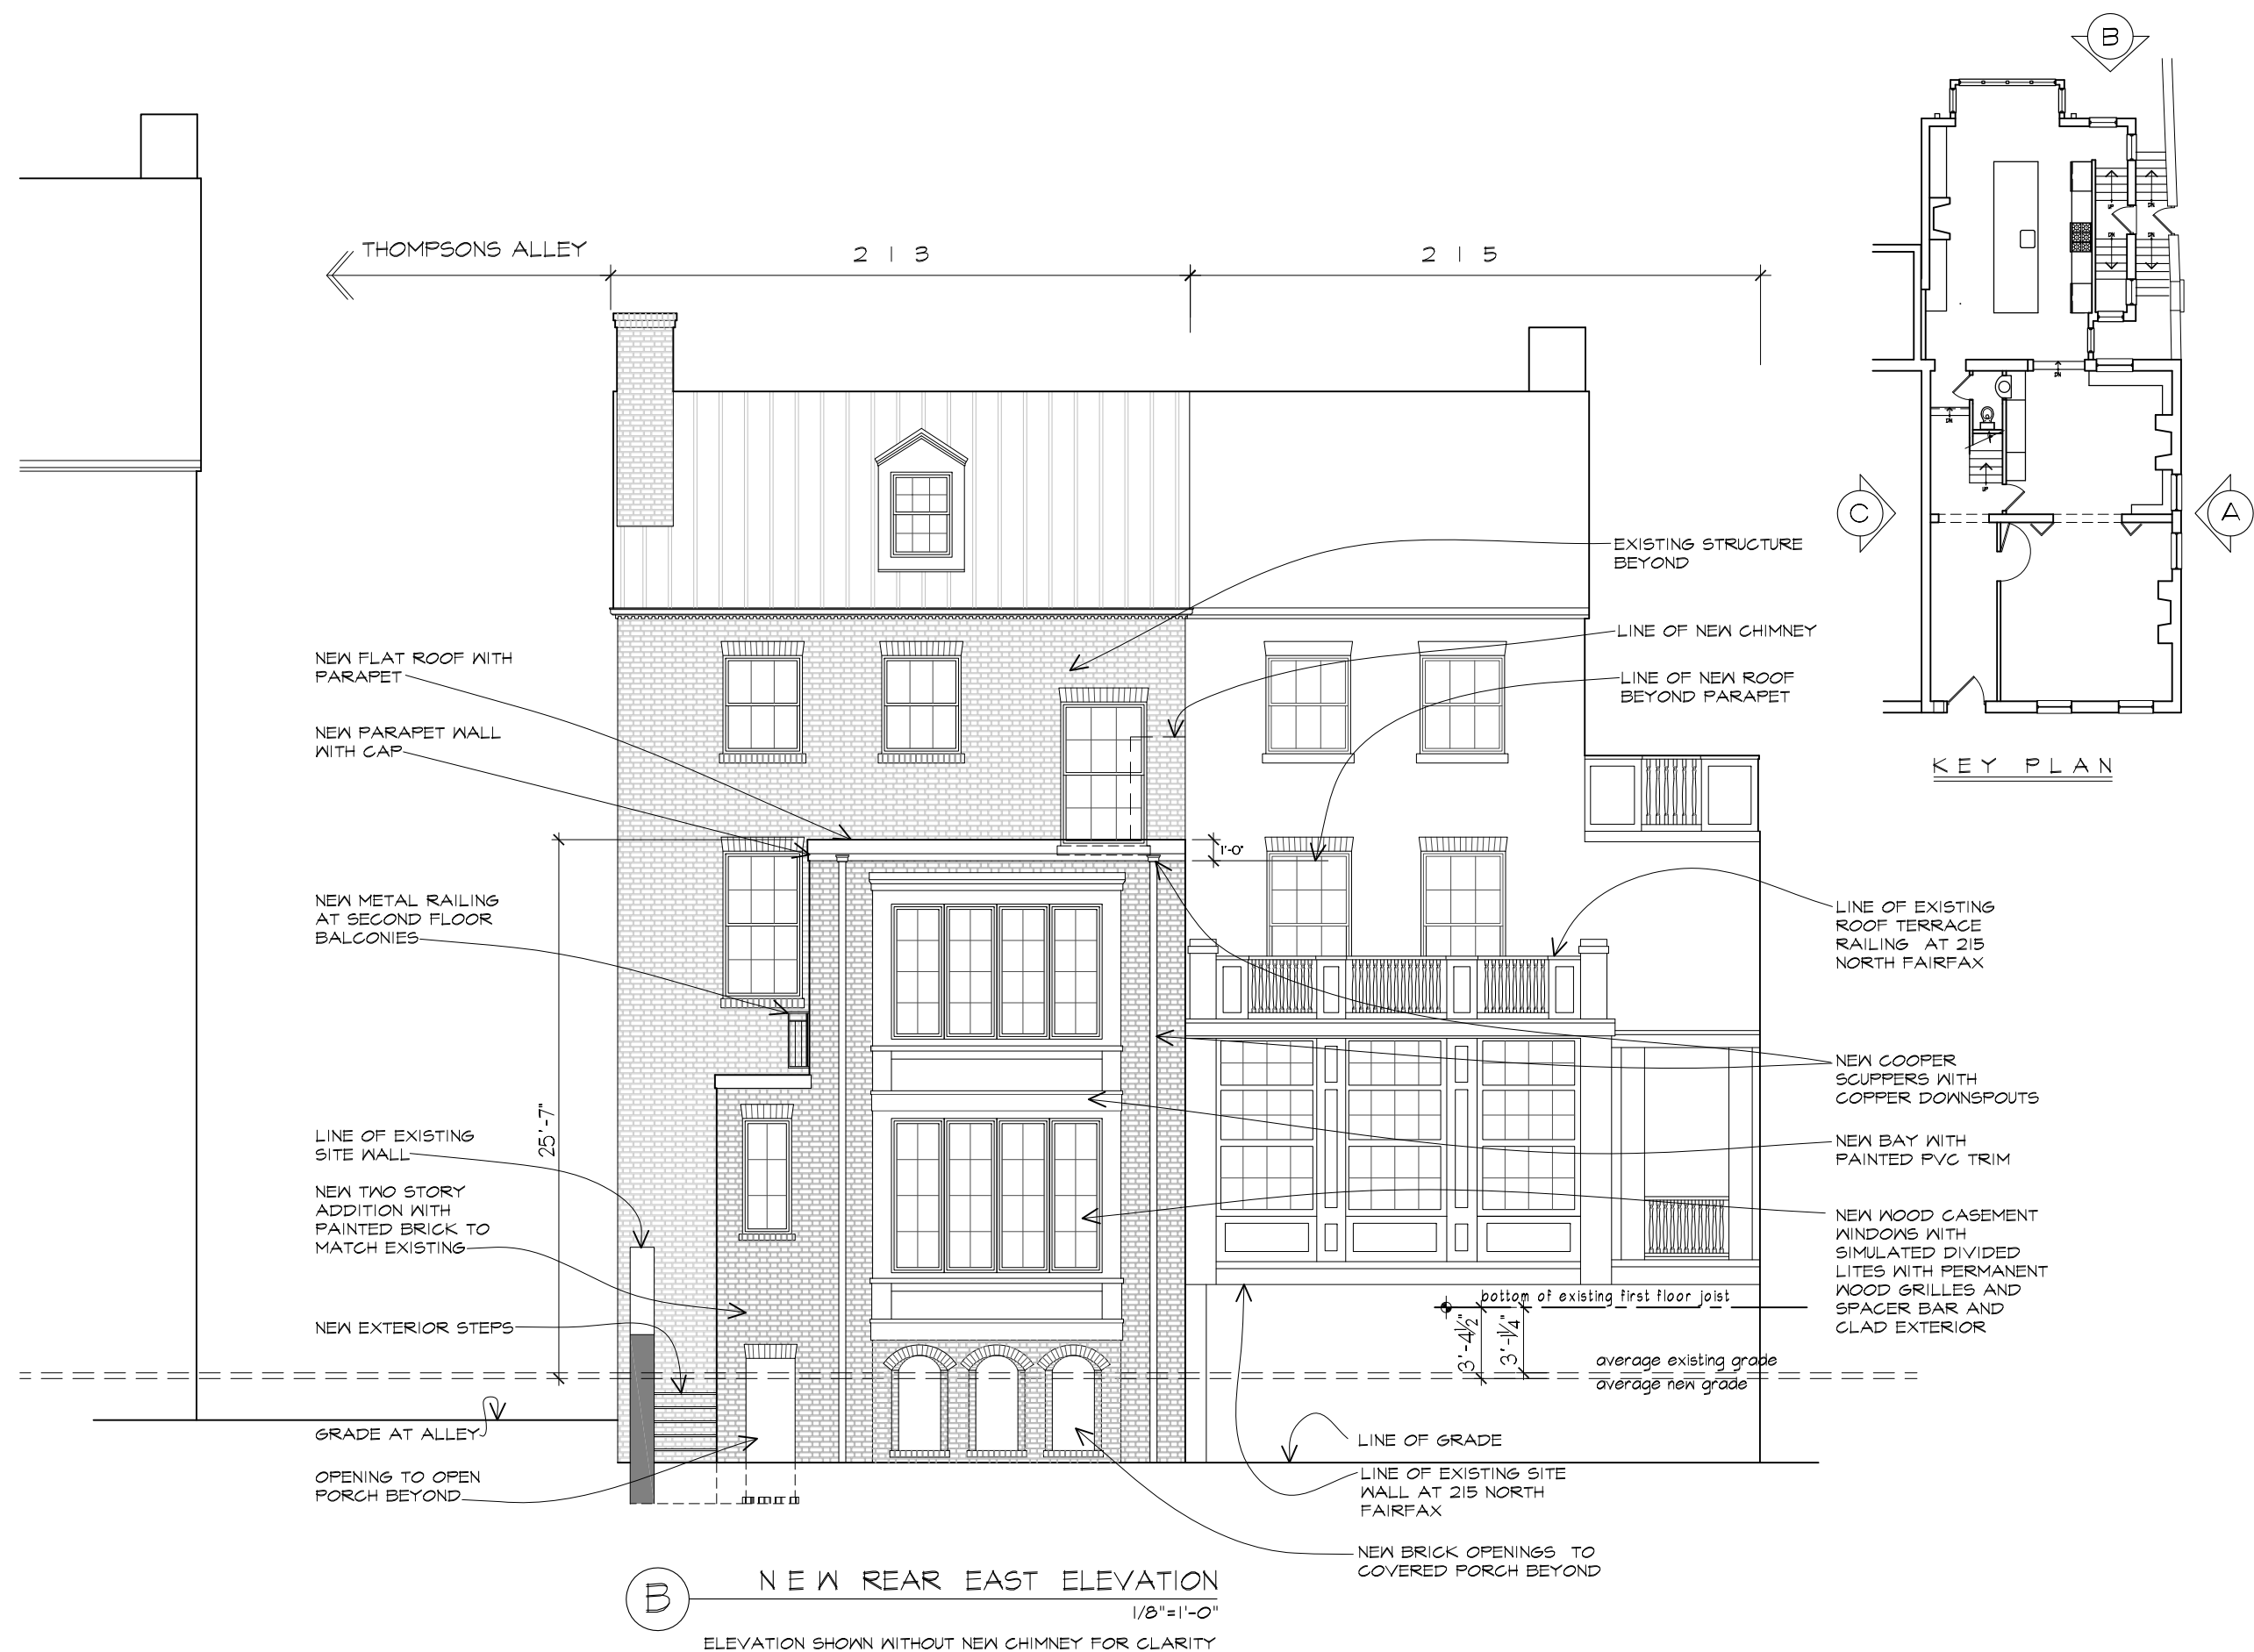 B
THOMPSONS ALLEY
2 1 3
2 1 5
UP
DN
DN
DN
DN
DN
UP
C
A
KEY PLAN
EXISTING STRUCTURE
BEYOND
LINE OF NEW CHIMNEY
LINE OF NEW ROOF
BEYOND PARAPET
NEW FLAT ROOF WITH
PARAPET
NEW PARAPET WALL
WITH CAP
1'-0"
NEW METAL RAILING
AT SECOND FLOOR
BALCONIES
LINE OF EXISTING
ROOF TERRACE
RAILING AT 215
NORTH FAIRFAX
25'-7"
NEW COOPER
SCUPPERS WITH
COPPER DOWNSPOUTS
LINE OF EXISTING
SITE WALL
NEW BAY WITH
PAINTED PVC TRIM
NEW TWO STORY
ADDITION WITH
PAINTED BRICK TO
MATCH EXISTING
NEW WOOD CASEMENT
WINDOWS WITH
SIMULATED DIVIDED
LITES WITH PERMANENT
WOOD GRILLES AND
SPACER BAR AND
CLAD EXTERIOR
bottom of existing first floor joist
3'-4½"
3'-1¼"
NEW EXTERIOR STEPS
average existing grade
average new grade
GRADE AT ALLEY
LINE OF GRADE
OPENING TO OPEN
PORCH BEYOND
LINE OF EXISTING SITE
WALL AT 215 NORTH
FAIRFAX
NEW BRICK OPENINGS TO
COVERED PORCH BEYOND
B
NEW REAR EAST ELEVATION
1/8"=1'-0"
ELEVATION SHOWN WITHOUT NEW CHIMNEY FOR CLARITY